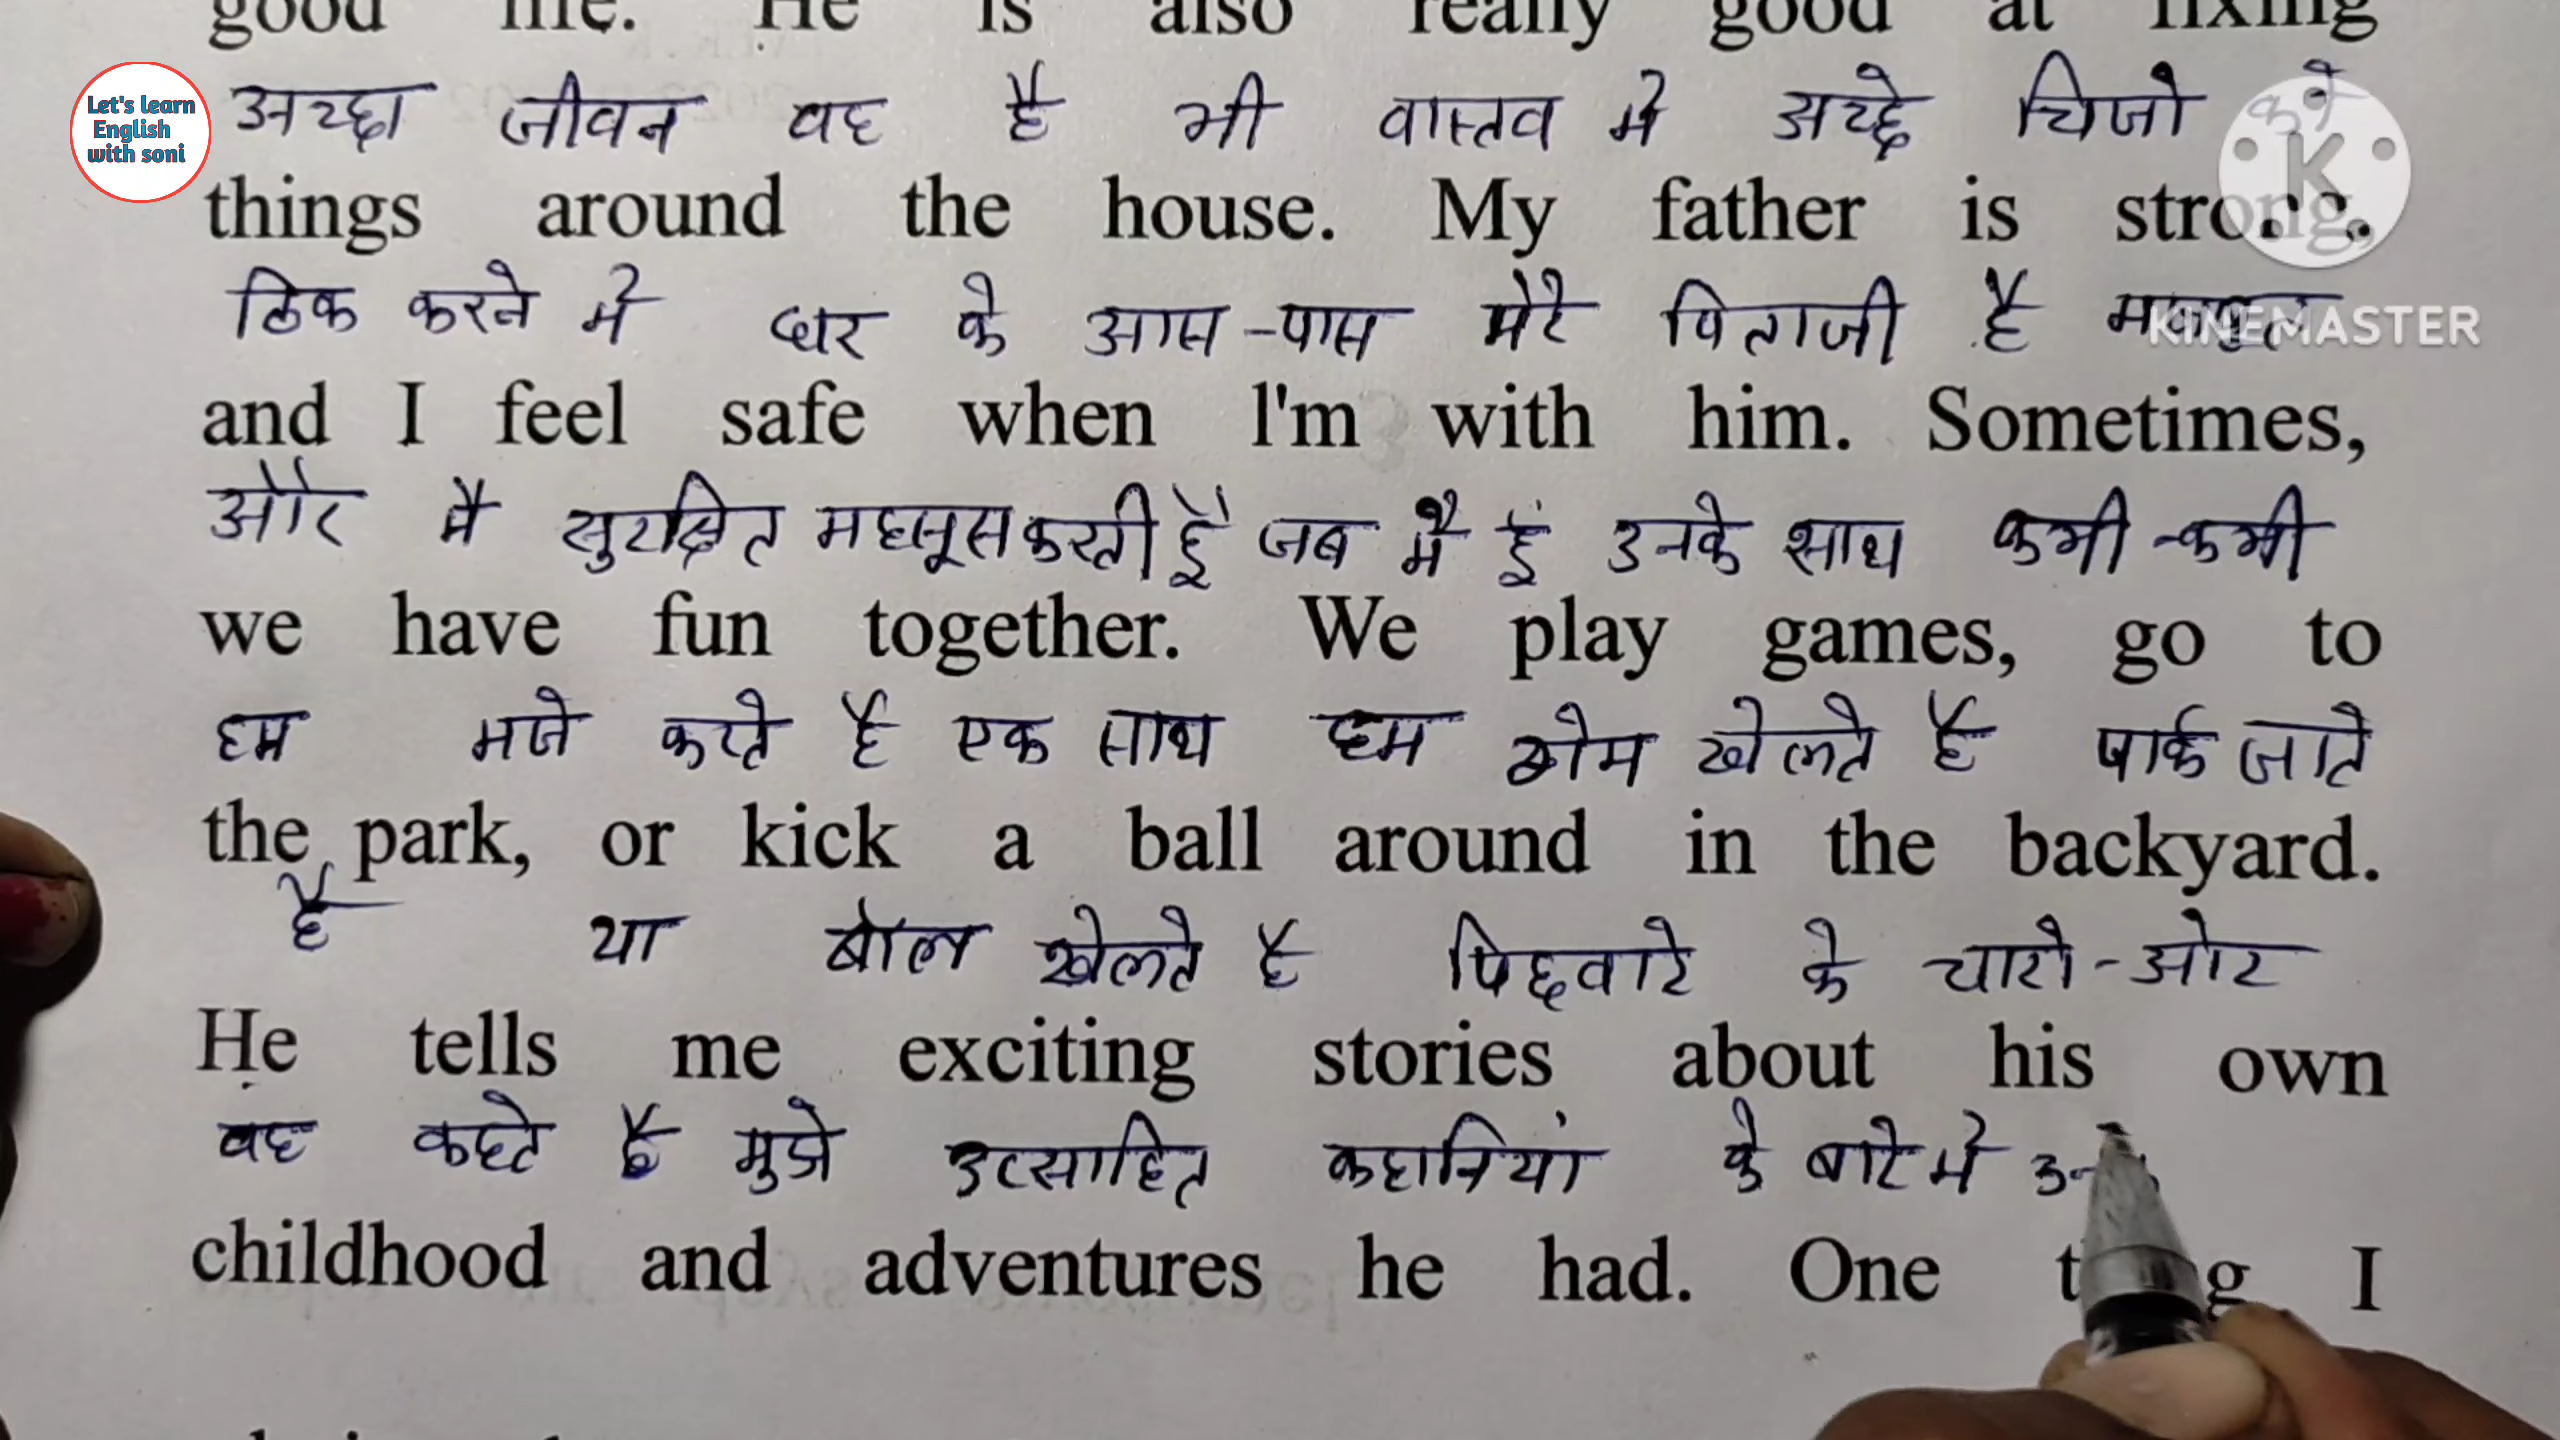 good life. He is also really good at fixing
Let's learn
English
with soni
अच्छा जीवन वह है भी वास्तव मे अच्छे चिजो को
things around the house. My father is strong,
ठिक करने मे घर के आस-पास मेरे पिताजी है मजबूत
KINEMASTER
and I feel safe when I'm with him. Sometimes,
और मै सुरक्षित महसूस करती हूँ जब मै हूं उनके साथ कभी-कभी
we have fun together. We play games, go to
हम मजे करते है एक साथ हम गेम खेलते है पार्क जाते
the park, or kick a ball around in the backyard.
है या बोल खेलते है पिछवारे के चारो-ओर
He tells me exciting stories about his own
वह कहते है मुझे उत्साहित कहानियां के बारे मे
childhood and adventures he had. One I